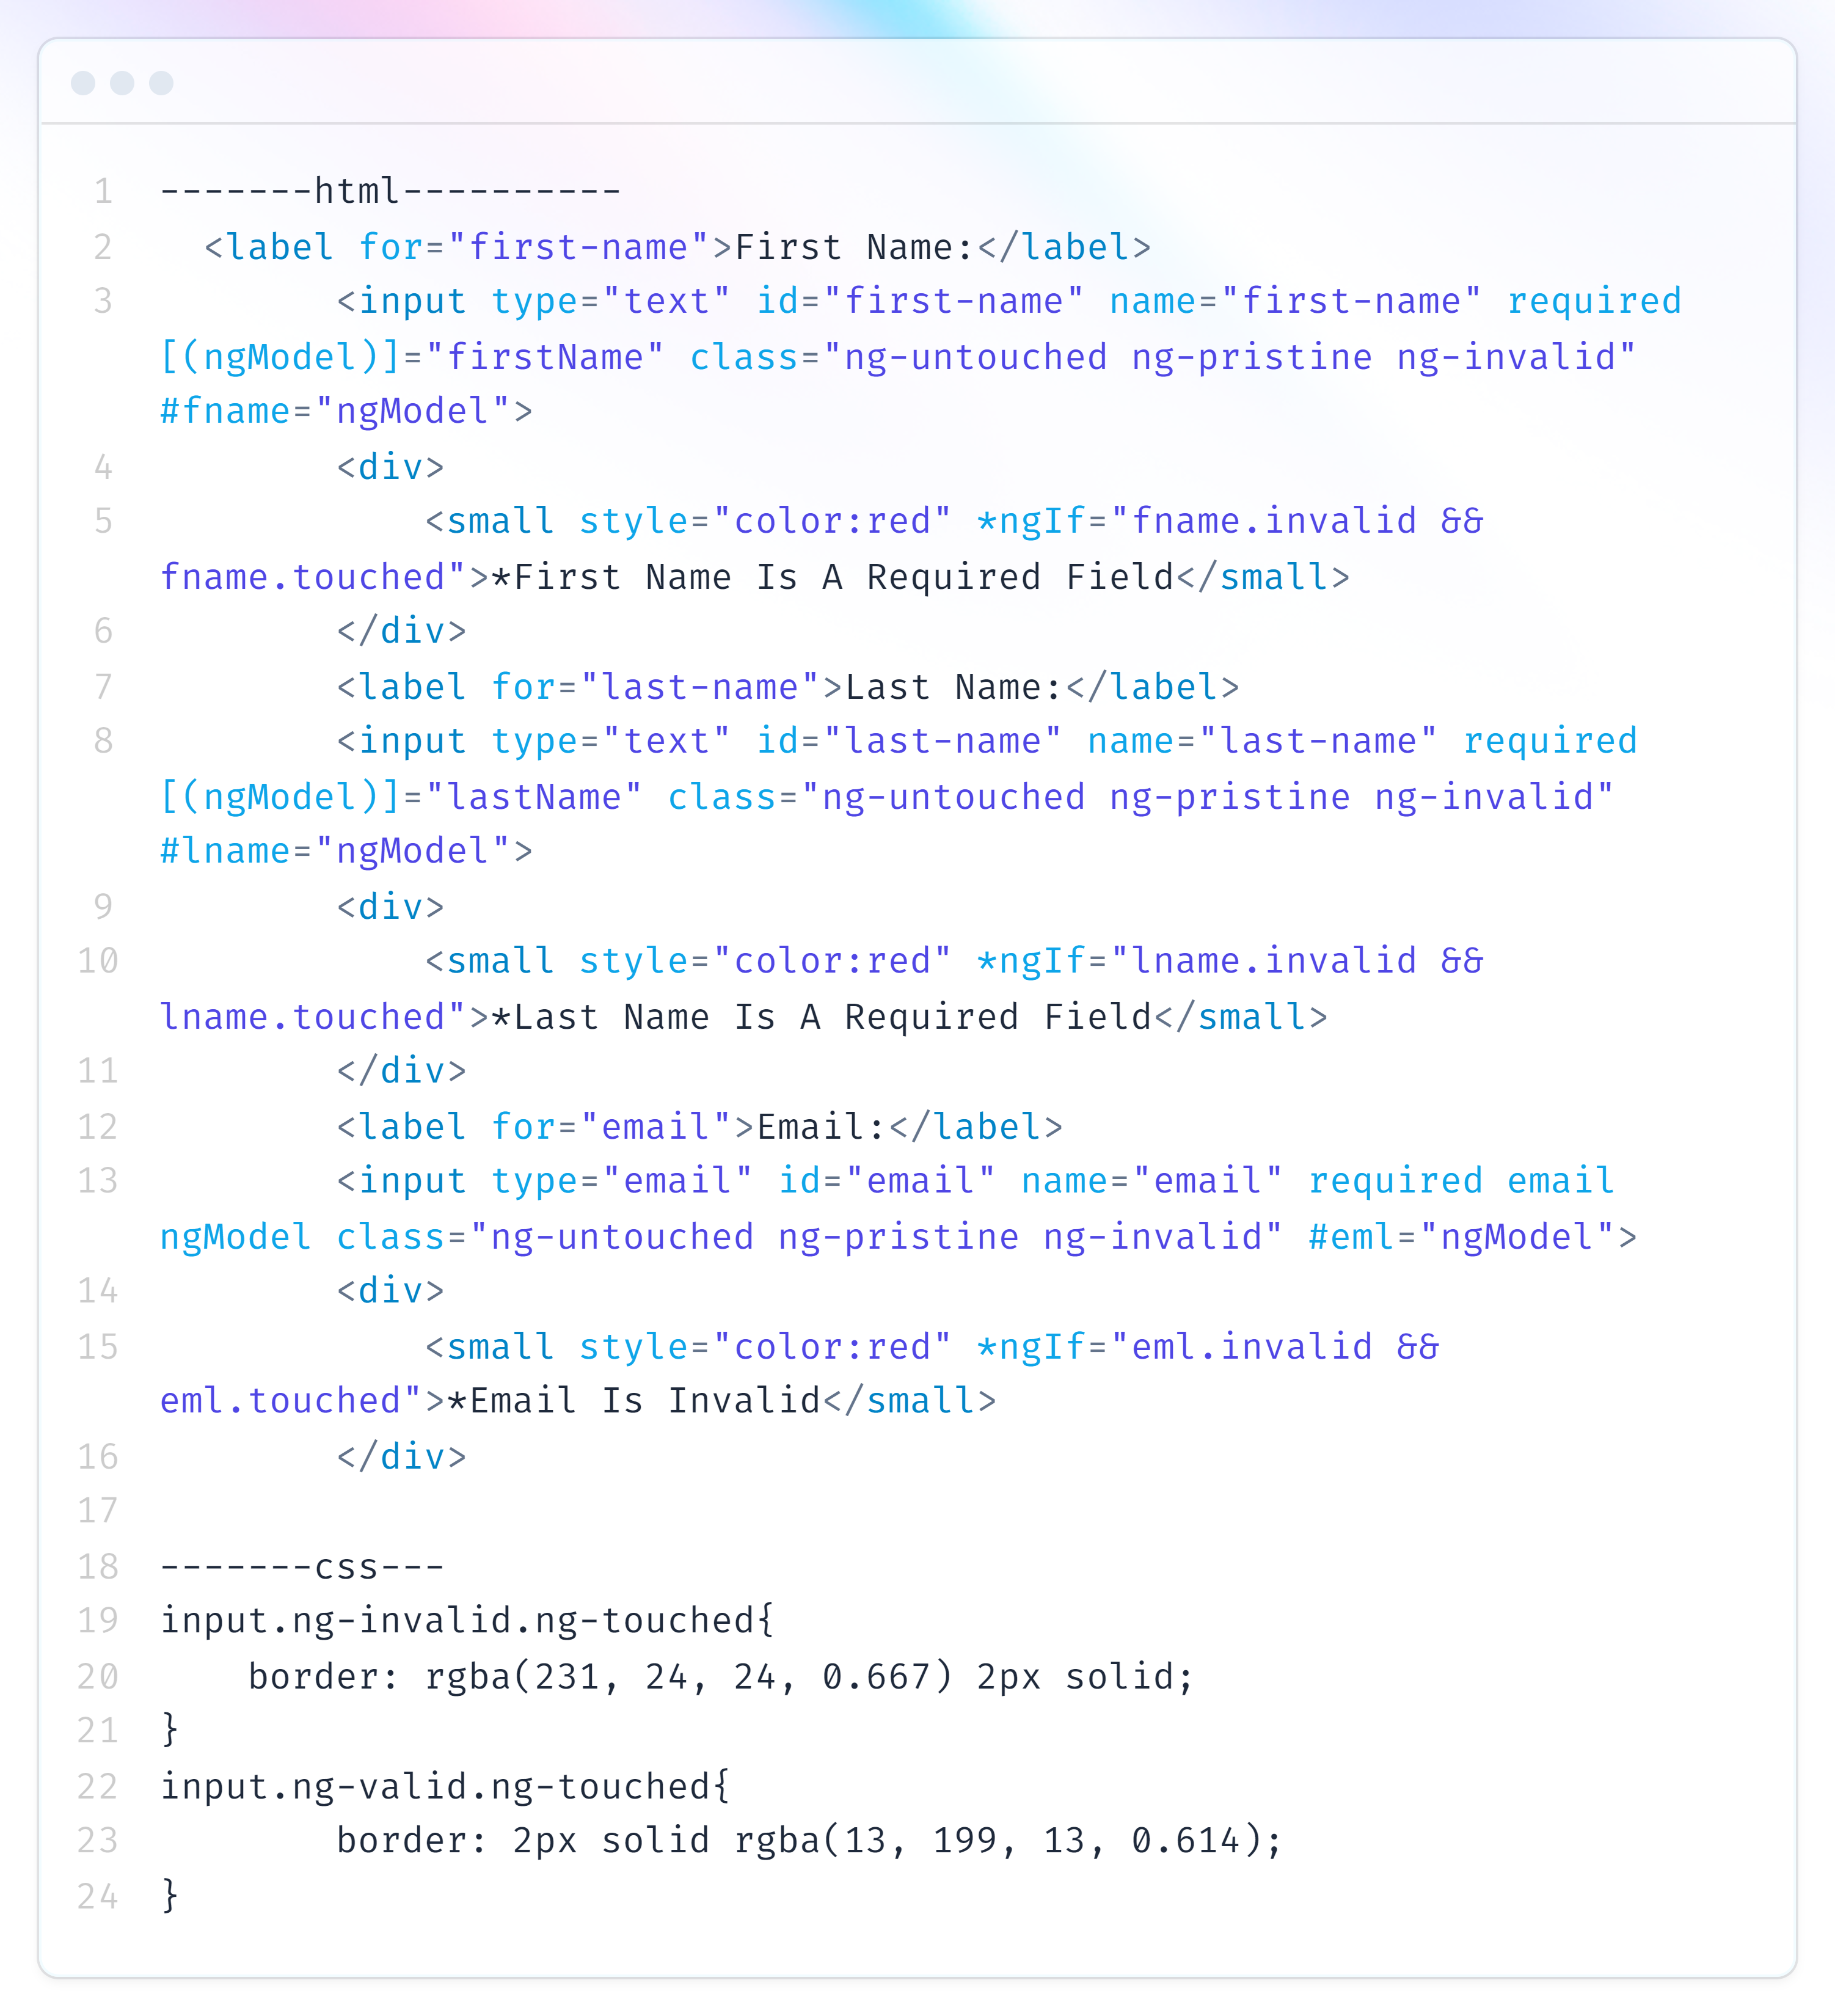 1 -------html----------
2   <label for="first-name">First Name:</label>
3         <input type="text" id="first-name" name="first-name" required
[(ngModel)]="firstName" class="ng-untouched ng-pristine ng-invalid"
#fname="ngModel">
4         <div>
5             <small style="color:red" *ngIf="fname.invalid &&
fname.touched">*First Name Is A Required Field</small>
6         </div>
7         <label for="last-name">Last Name:</label>
8         <input type="text" id="last-name" name="last-name" required
[(ngModel)]="lastName" class="ng-untouched ng-pristine ng-invalid"
#lname="ngModel">
9         <div>
10             <small style="color:red" *ngIf="lname.invalid &&
lname.touched">*Last Name Is A Required Field</small>
11         </div>
12         <label for="email">Email:</label>
13         <input type="email" id="email" name="email" required email
ngModel class="ng-untouched ng-pristine ng-invalid" #eml="ngModel">
14         <div>
15             <small style="color:red" *ngIf="eml.invalid &&
eml.touched">*Email Is Invalid</small>
16         </div>
17
18 -------css---
19 input.ng-invalid.ng-touched{
20     border: rgba(231, 24, 24, 0.667) 2px solid;
21 }
22 input.ng-valid.ng-touched{
23         border: 2px solid rgba(13, 199, 13, 0.614);
24 }